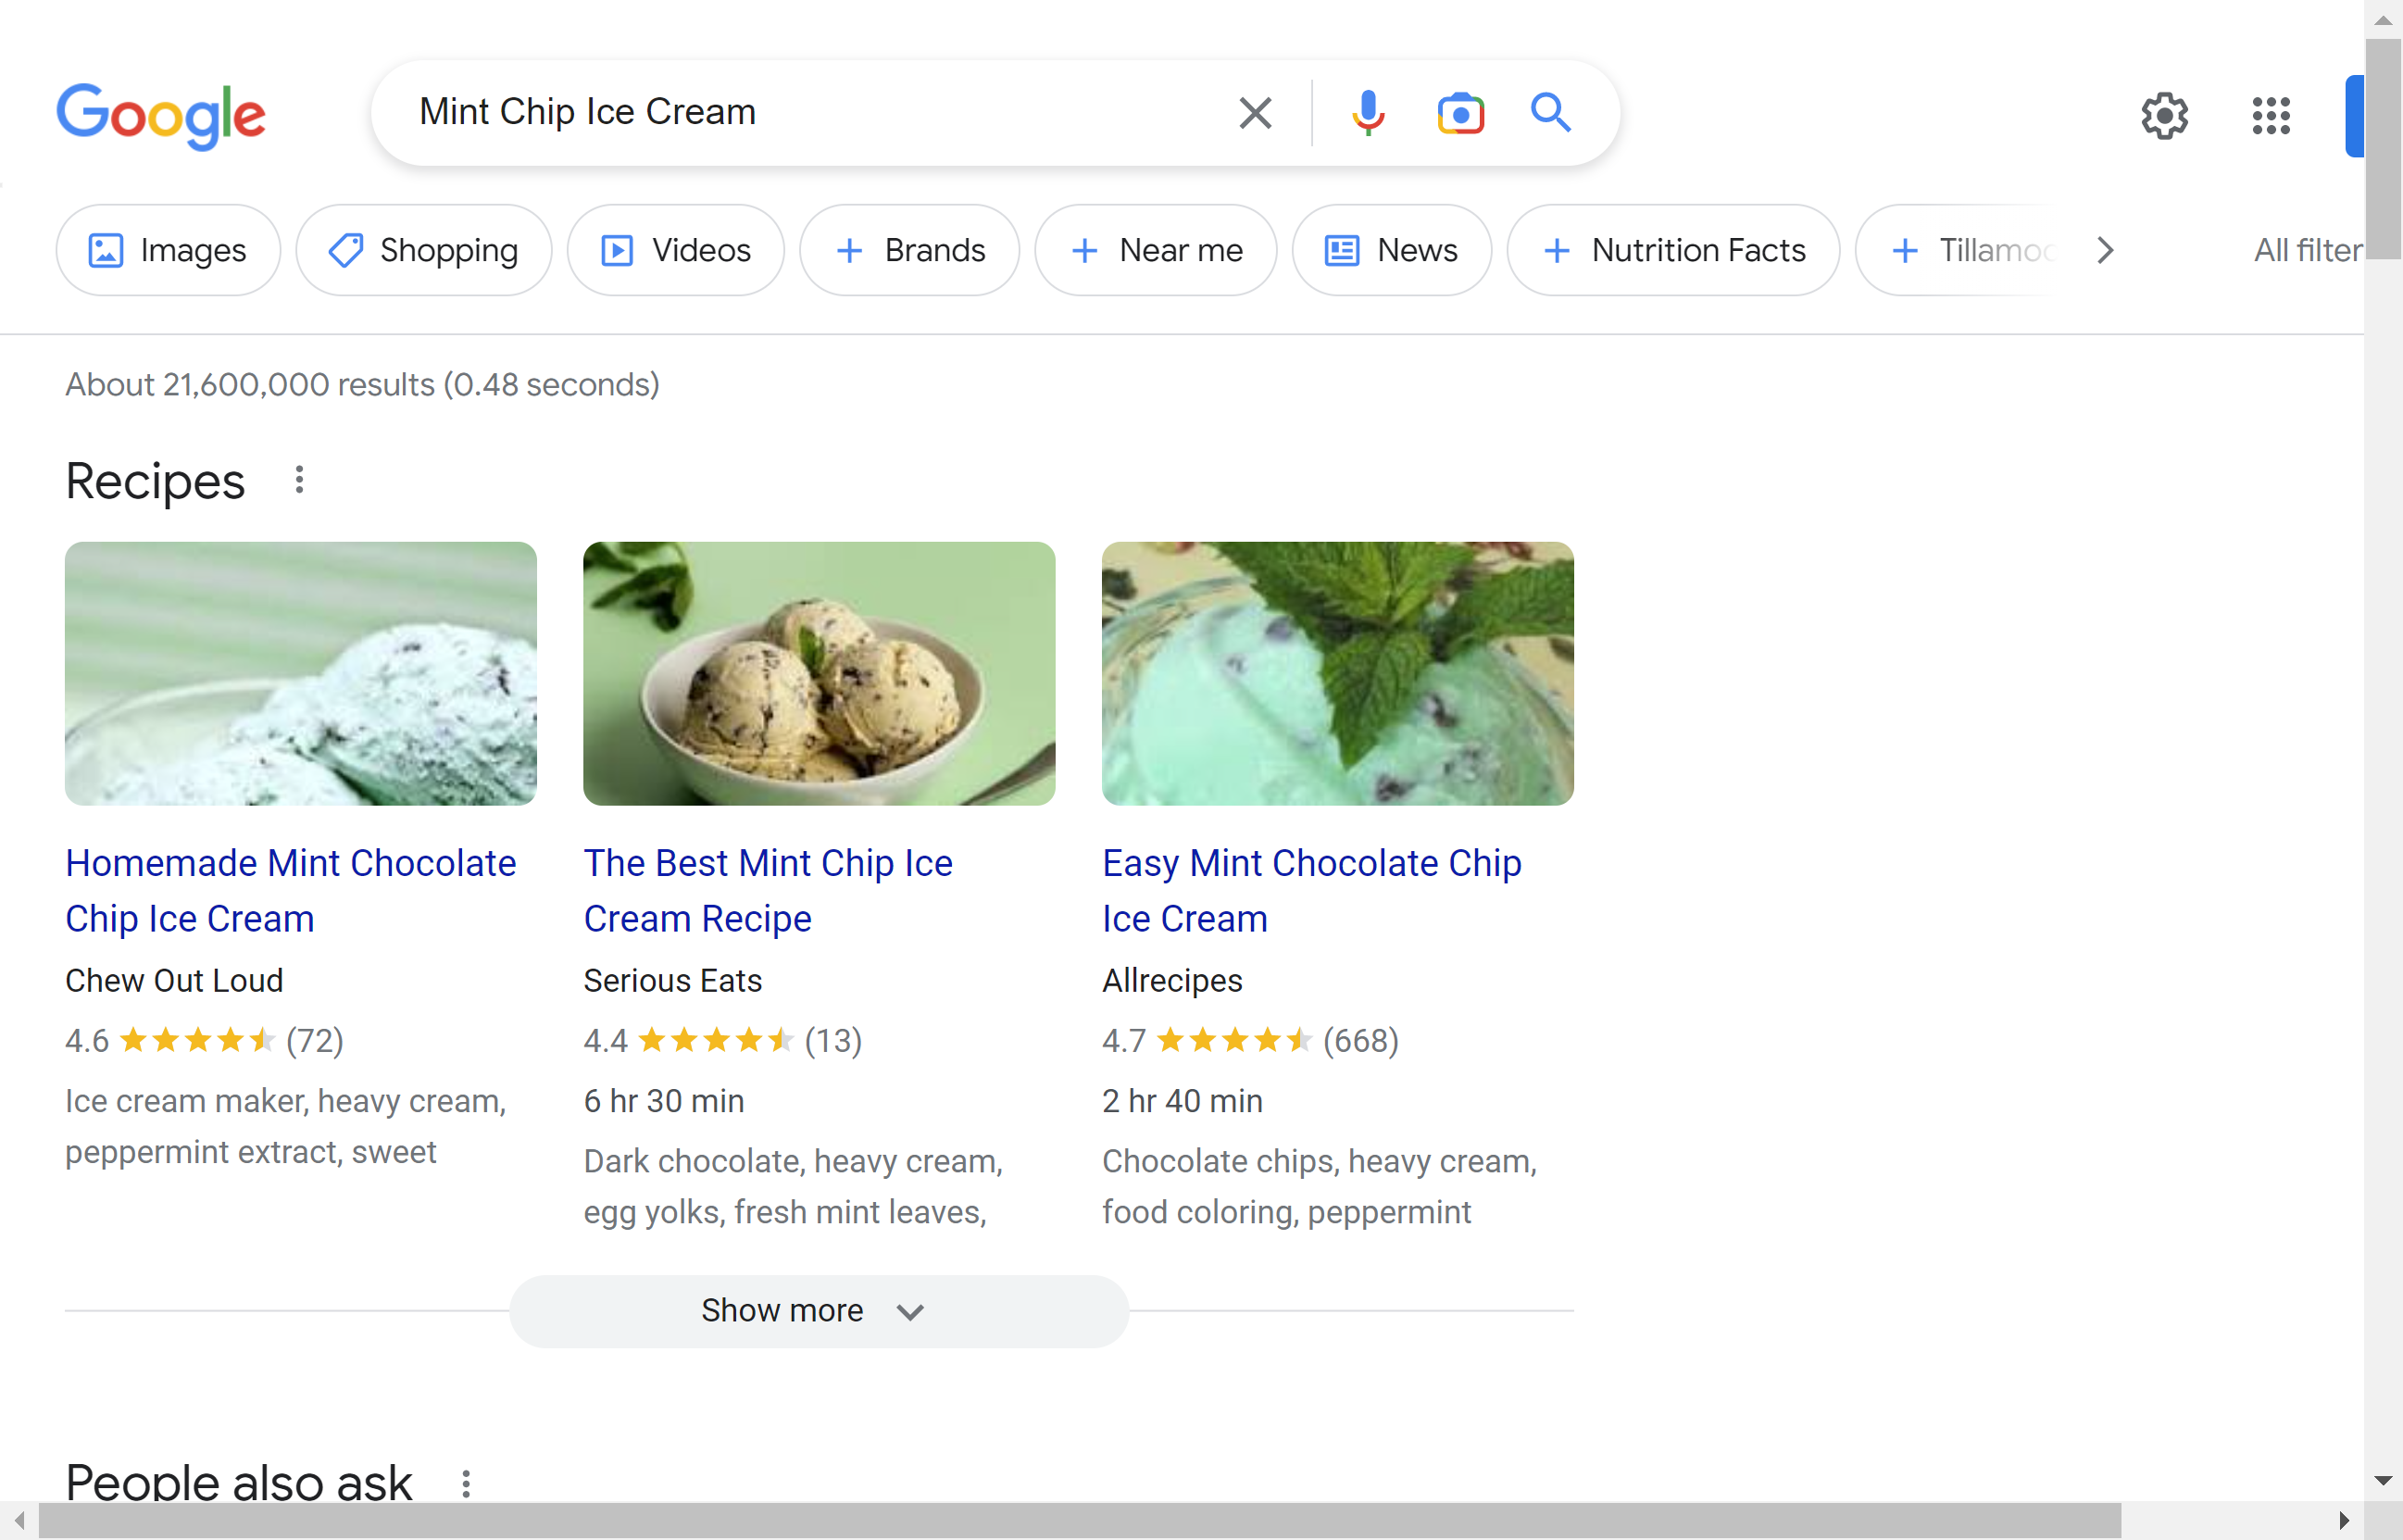 Google
Mint Chip Ice Cream
Images
Shopping
Videos
Brands
Near me
News
Nutrition Facts
All filter
About 21,600,000 results (0.48 seconds)
Recipes
Homemade Mint Chocolate
Chip Ice Cream
Chew Out Loud
4.6 (72)
Ice cream maker, heavy cream,
peppermint extract, sweet
The Best Mint Chip Ice
Cream Recipe
Serious Eats
4.4 (13)
6 hr 30 min
Dark chocolate, heavy cream,
egg yolks, fresh mint leaves,
Easy Mint Chocolate Chip
Ice Cream
Allrecipes
4.7 (668)
2 hr 40 min
Chocolate chips, heavy cream,
food coloring, peppermint
Show more
People also ask